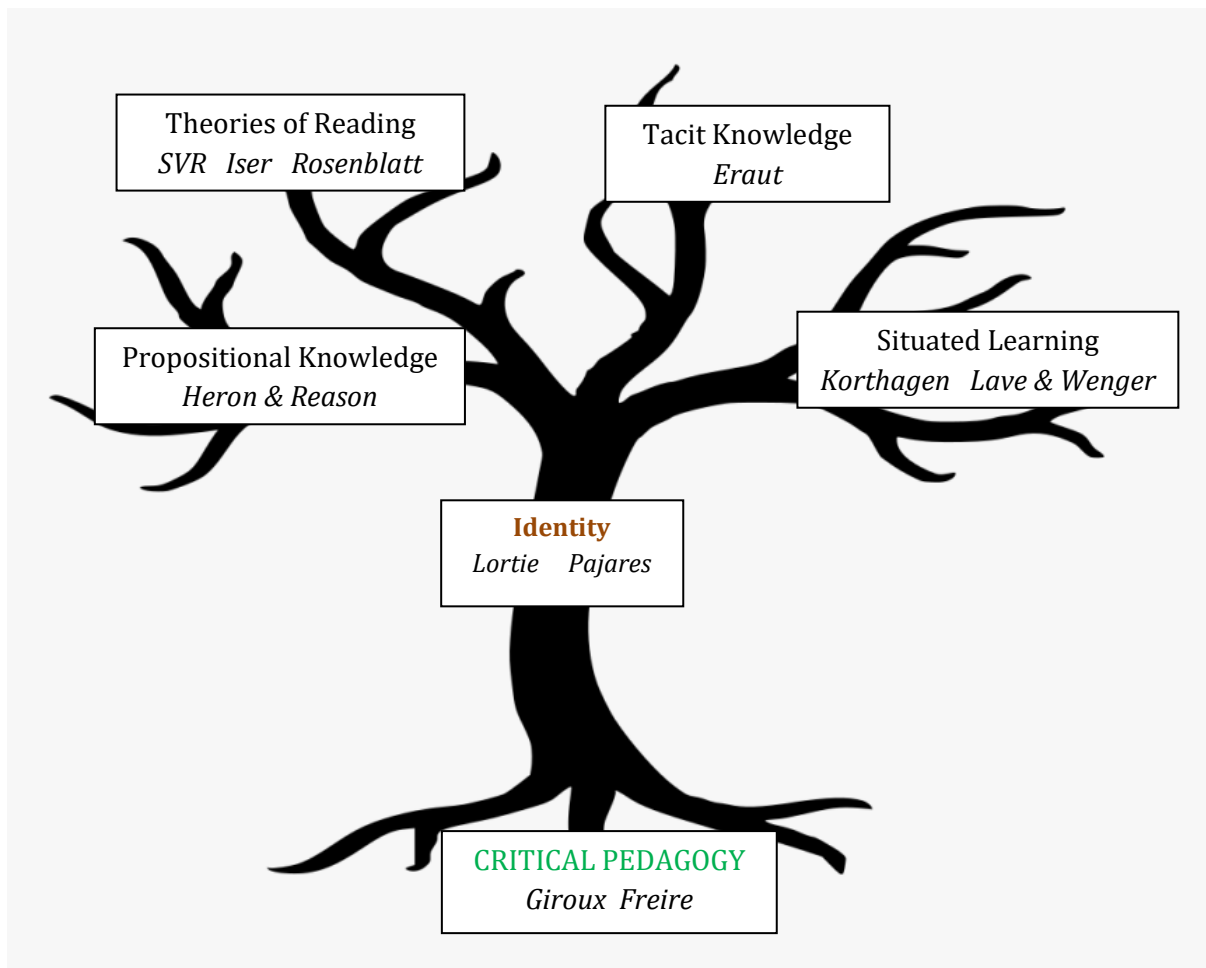 Theories of Reading
SVR Iser Rosenblatt
Tacit Knowledge
Eraut
Propositional Knowledge
Heron & Reason
Situated Learning
Korthagen Lave & Wenger
Identity
Lortie Pajares
CRITICAL PEDAGOGY
Giroux Freire